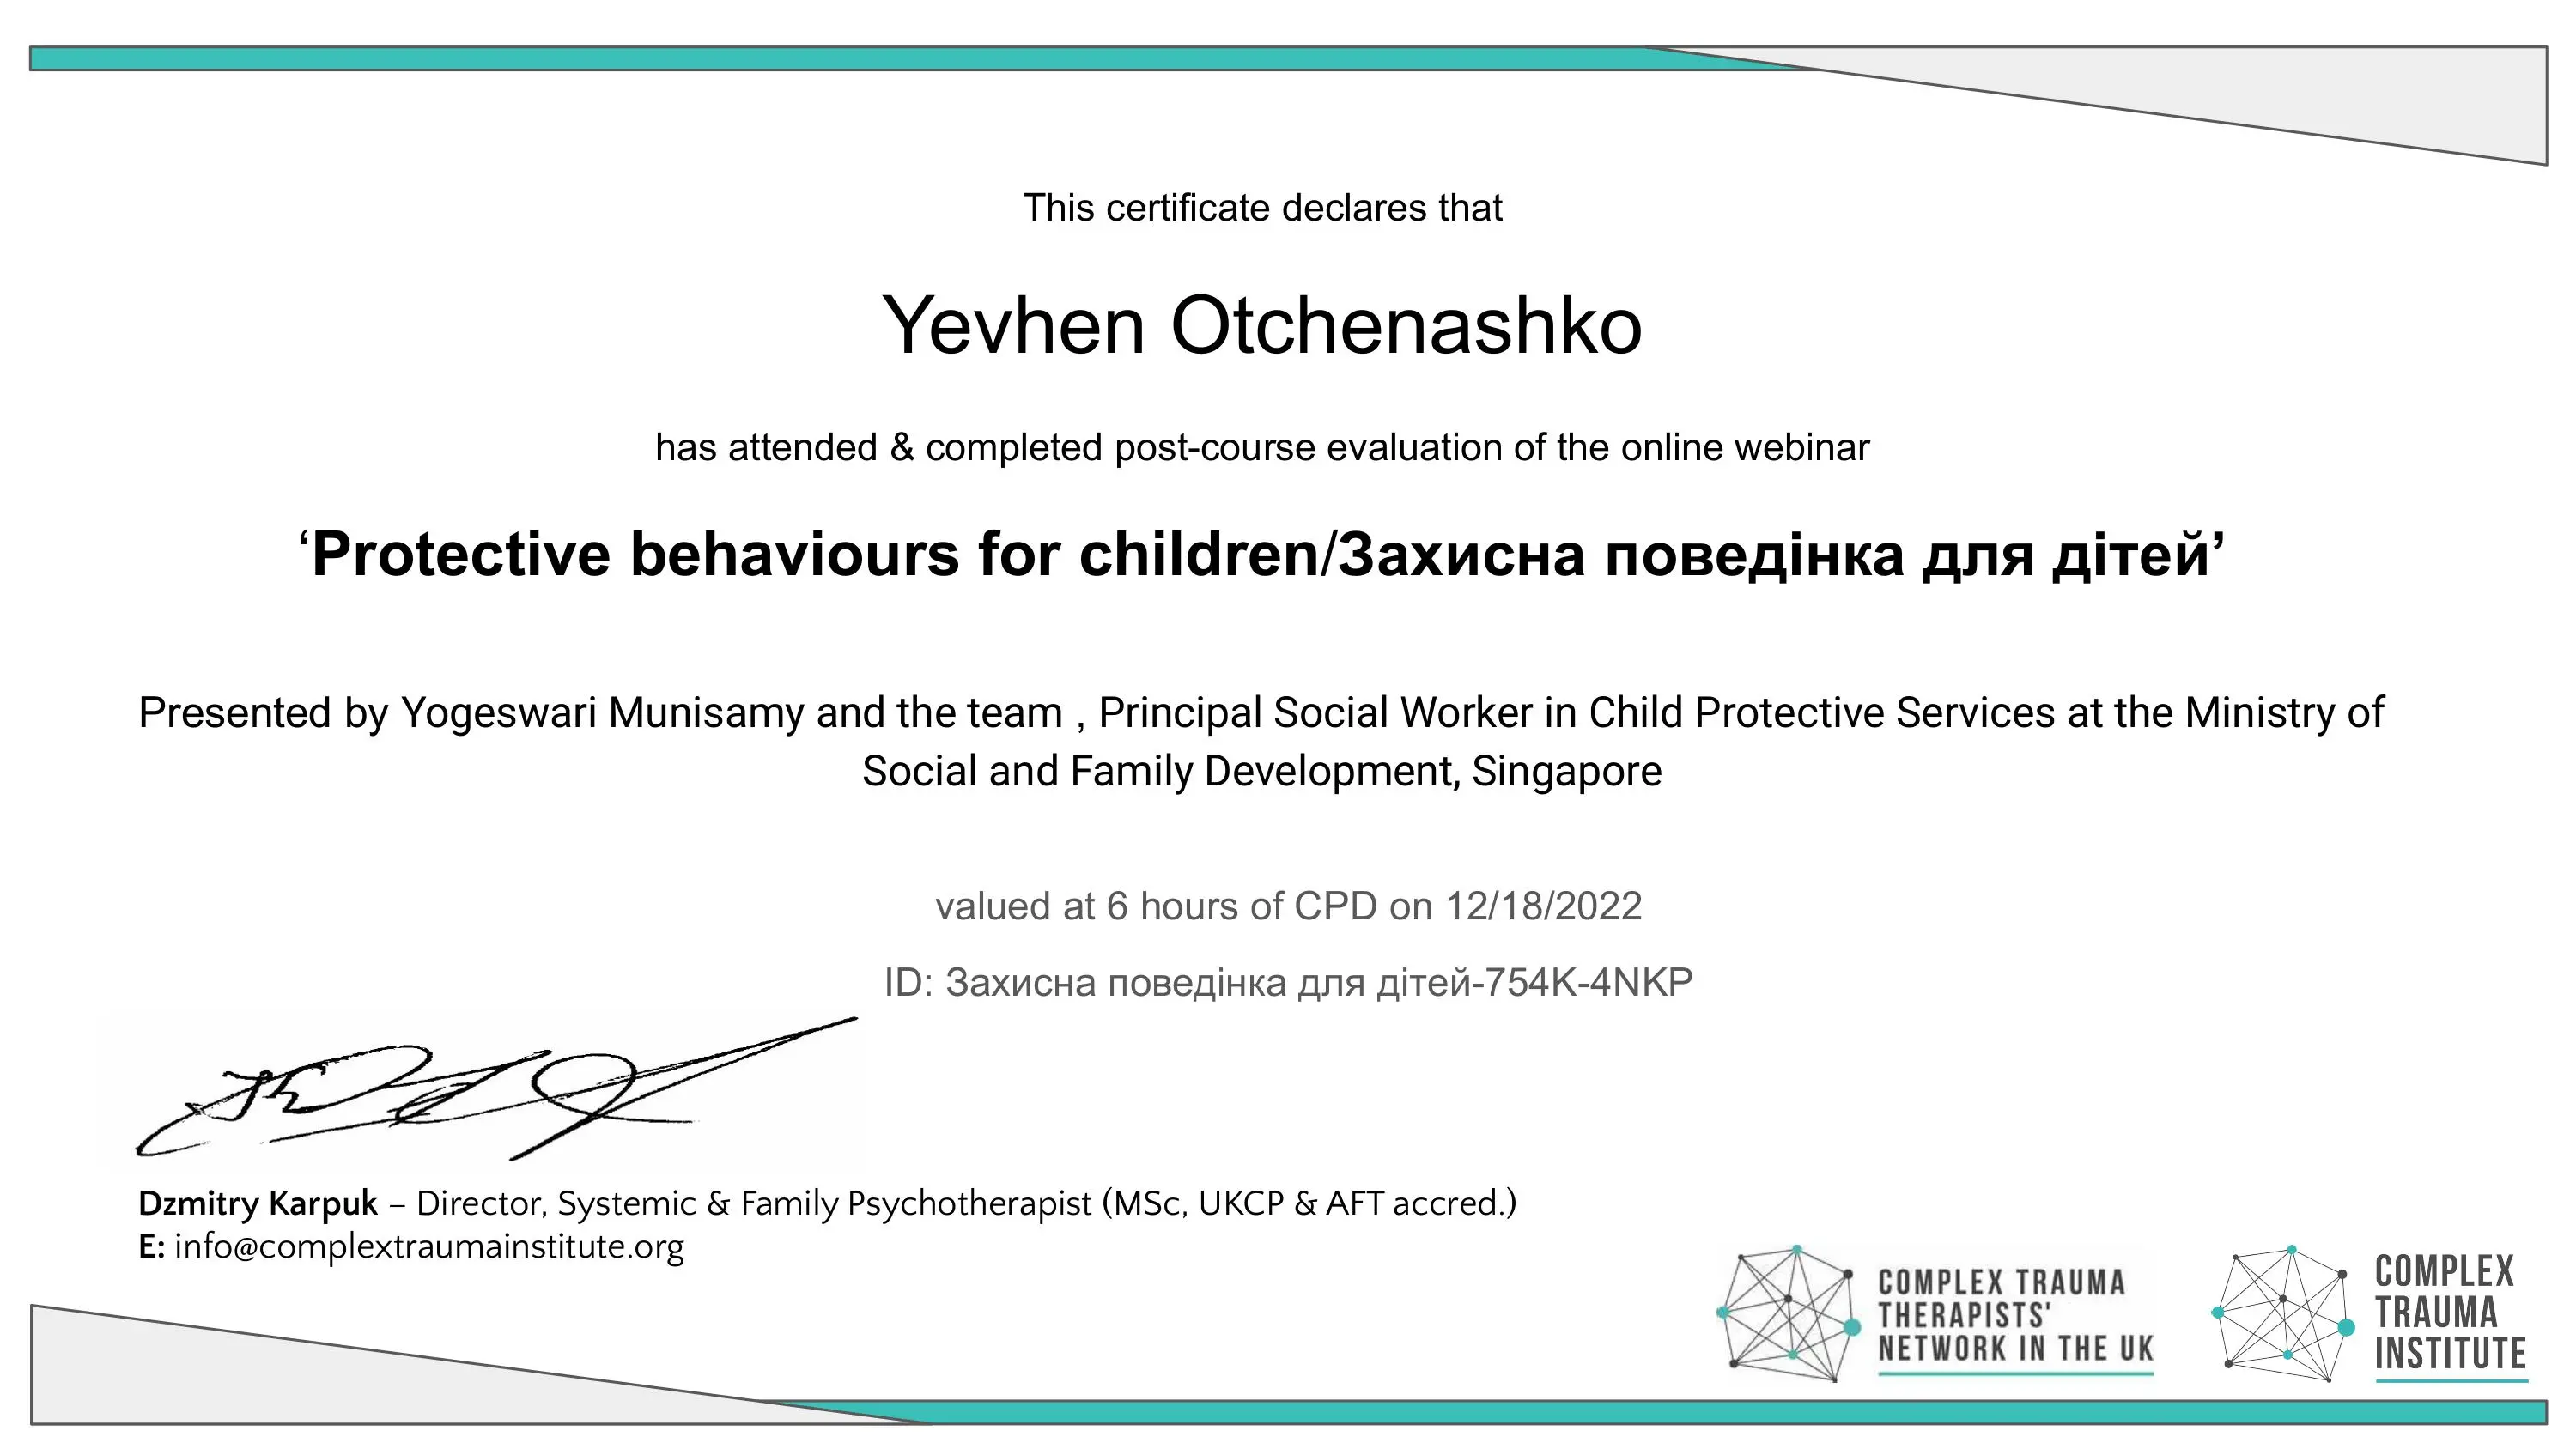 This certificate declares that
Yevhen Otchenashko
has attended & completed post-course evaluation of the online webinar
‘Protective behaviours for children/Захисна поведінка для дітей’
Presented by Yogeswari Munisamy and the team , Principal Social Worker in Child Protective Services at the Ministry of
Social and Family Development, Singapore
valued at 6 hours of CPD on 12/18/2022
ID: Захисна поведінка для дітей-754K-4NKP
Dzmitry Karpuk – Director, Systemic & Family Psychotherapist (MSc, UKCP & AFT accred.)
E: info@complextraumainstitute.org
COMPLEX TRAUMA
THERAPISTS'
NETWORK IN THE UK
COMPLEX
TRAUMA
INSTITUTE